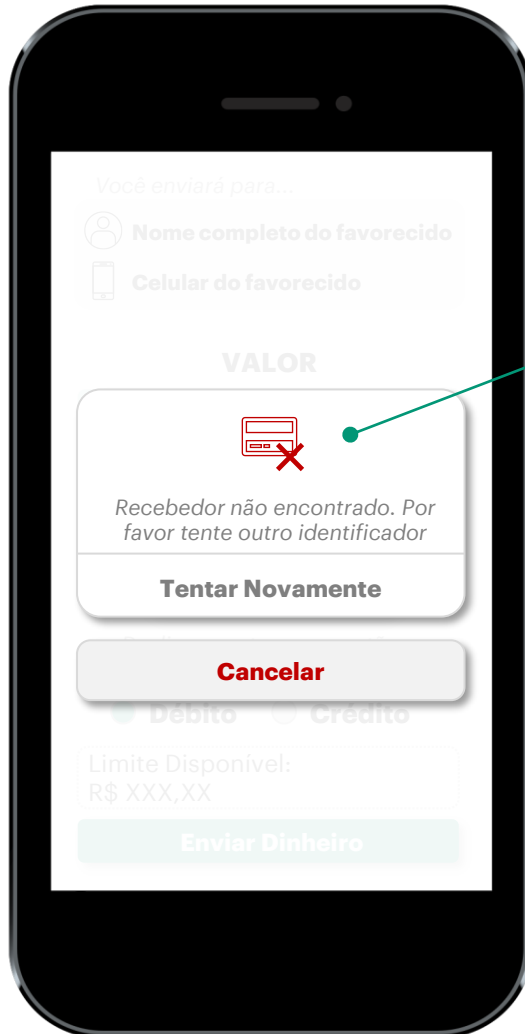 Você enviará para...
Nome completo do favorecido
Celular do favorecido
VALOR
Recebedor não encontrado. Por
favor tente outro identificador
Tentar Novamente
Cancelar
Débito Crédito
Limite Disponível:
R$ XXX,XX
Enviar Dinheiro